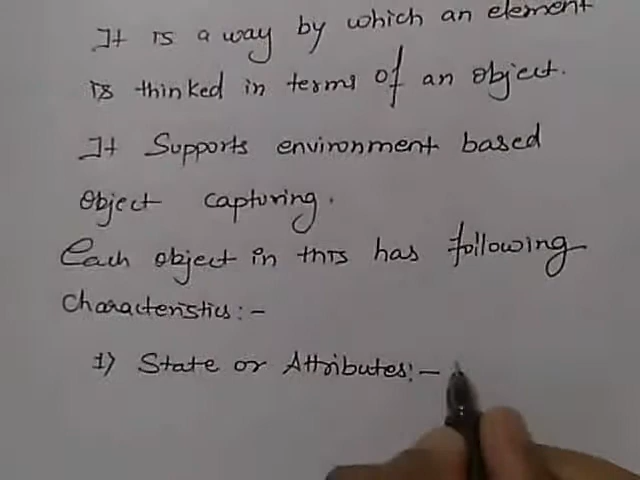 It is a way by which an element
is thinked in terms of an object.
It Supports environment based
object capturing.
Each object in this has following
characteristics:-
1) State or Attributes:-